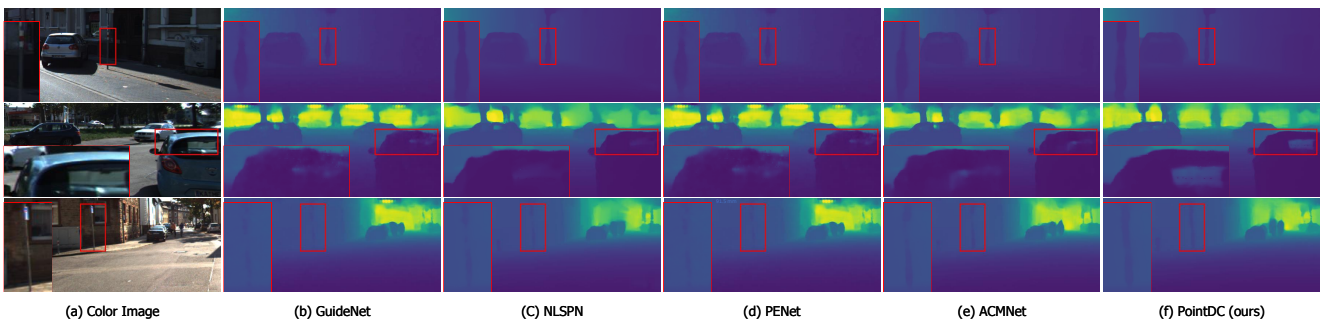 (a) Color Image
(b) GuideNet
(C) NLSPN
(d) PENet
(e) ACMNet
(f) PointDC (ours)